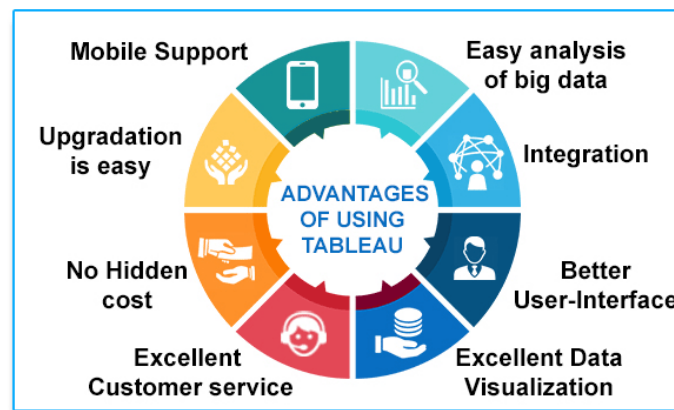 Mobile Support
Easy analysis
of big data
Upgradation
is easy
Integration
ADVANTAGES
OF USING
TABLEAU
No Hidden
cost
Better
User-Interface
Excellent
Customer service
Excellent Data
Visualization